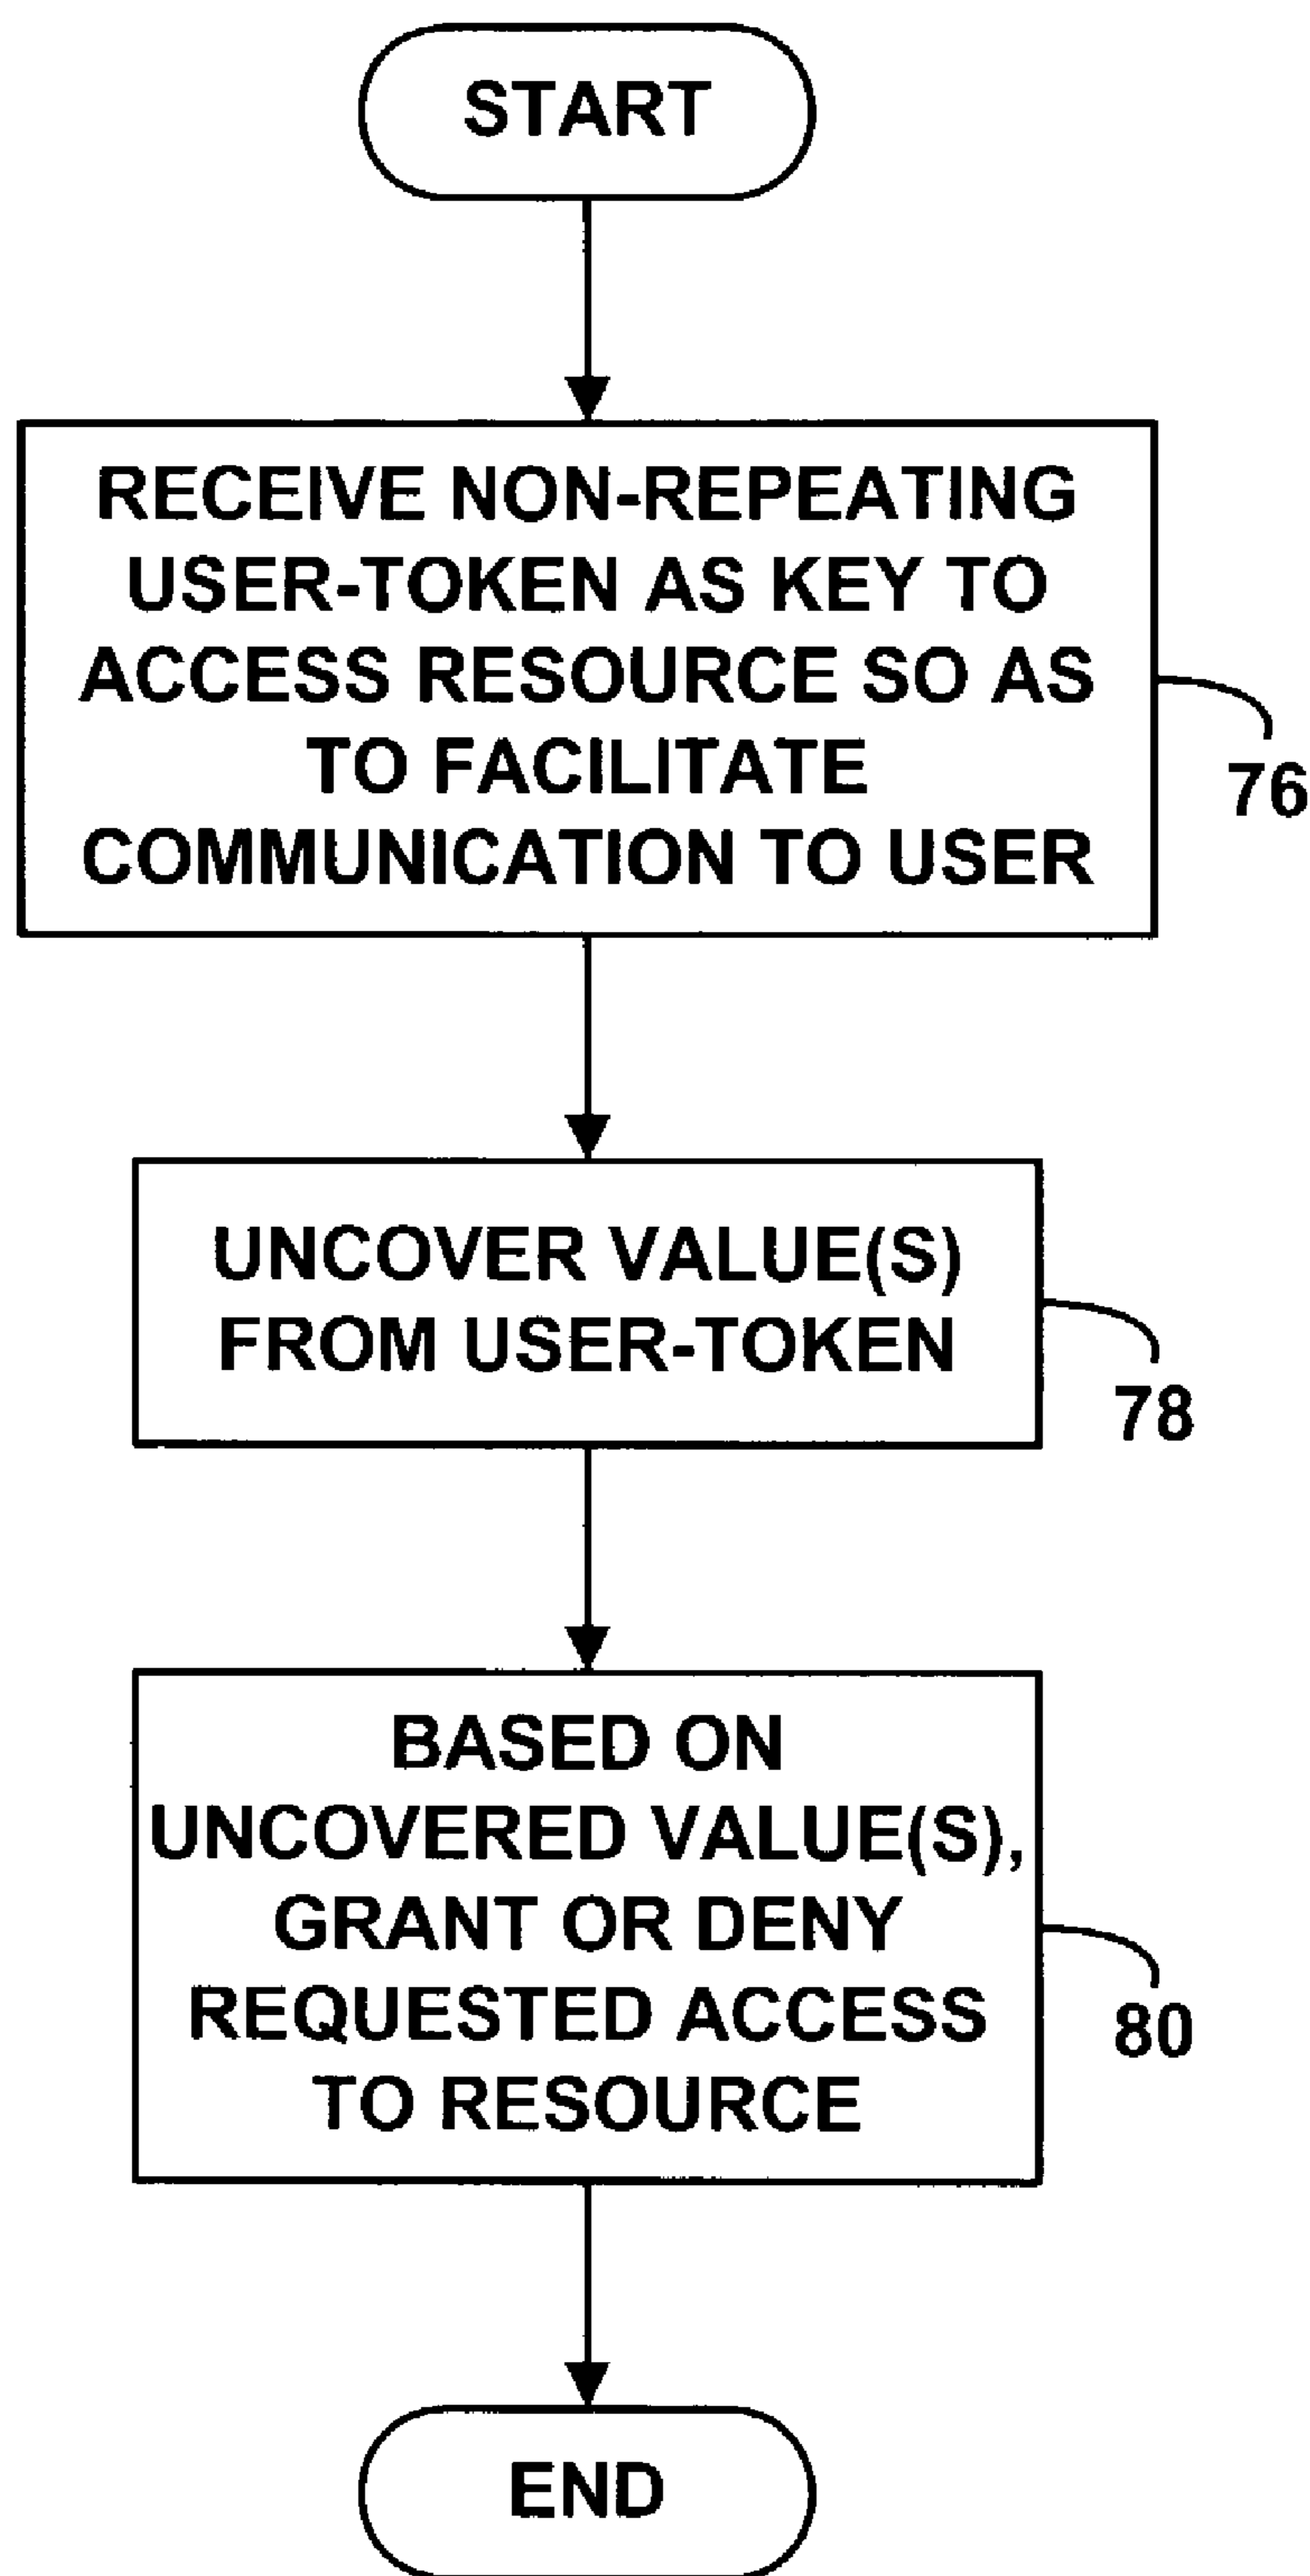 START
RECEIVE NON-REPEATING
USER-TOKEN AS KEY TO
ACCESS RESOURCE SO AS
TO FACILITATE
COMMUNICATION TO USER
76
UNCOVER VALUE(S)
FROM USER-TOKEN
78
BASED ON
UNCOVERED VALUE(S),
GRANT OR DENY
REQUESTED ACCESS
TO RESOURCE
80
END